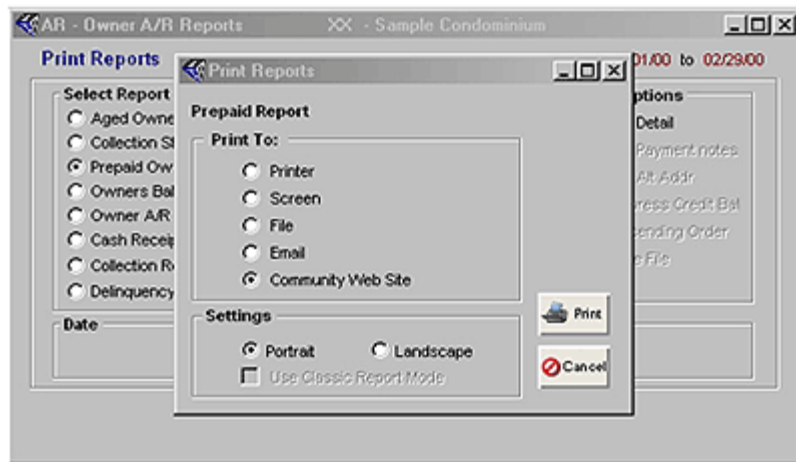 AR - Owner A/R Reports XX - Sample Condominium
Print Reports 01/00 to 02/29/00
Select Report
Aged Owne
Collection St
Prepaid Ow
Owners Bal
Owner A/R
Cash Receip
Collection R
Delinquency
Date
Print Reports
Prepaid Report
Print To:
Printer
Screen
File
Email
Community Web Site
Settings
Portrait Landscape
Use Classic Report Mode
Print
Cancel
ptions
Detail
Payment notes
Alt Addr
ress Credit Bal
ending Order
e File